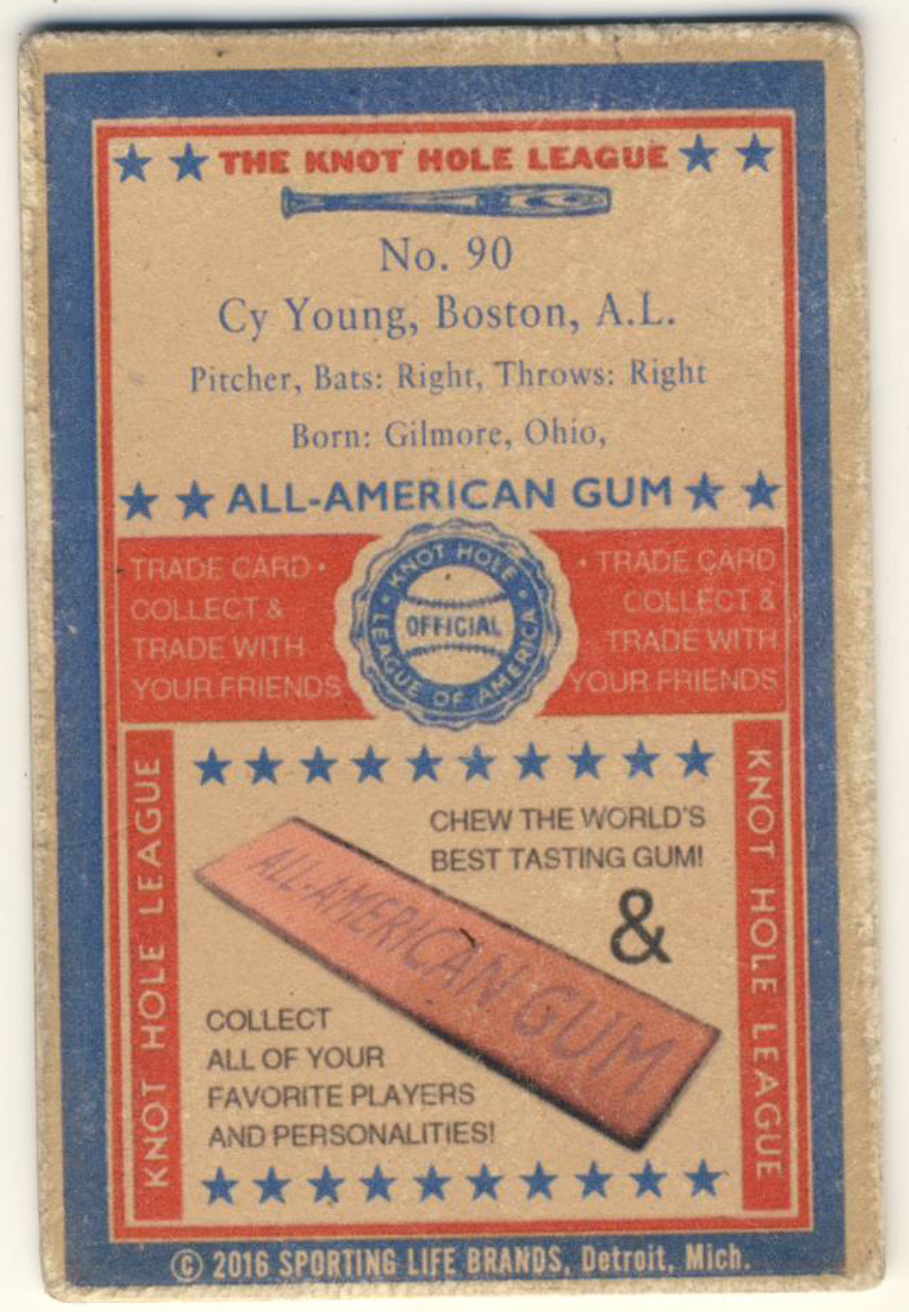 THE KNOT HOLE LEAGUE
No. 90
Cy Young, Boston, A.L.
Pitcher, Bats: Right, Throws: Right
Born: Gilmore, Ohio,
ALL-AMERICAN GUM
TRADE CARD •
COLLECT &
TRADE WITH
YOUR FRIENDS
• KNOT HOLE •
OFFICIAL
LEAGUE OF AMERICA
• TRADE CARD
COLLECT &
TRADE WITH
YOUR FRIENDS
KNOT HOLE LEAGUE
CHEW THE WORLD'S
BEST TASTING GUM!
&
ALL-AMERICAN GUM
COLLECT
ALL OF YOUR
FAVORITE PLAYERS
AND PERSONALITIES!
KNOT HOLE LEAGUE
© 2016 SPORTING LIFE BRANDS, Detroit, Mich.